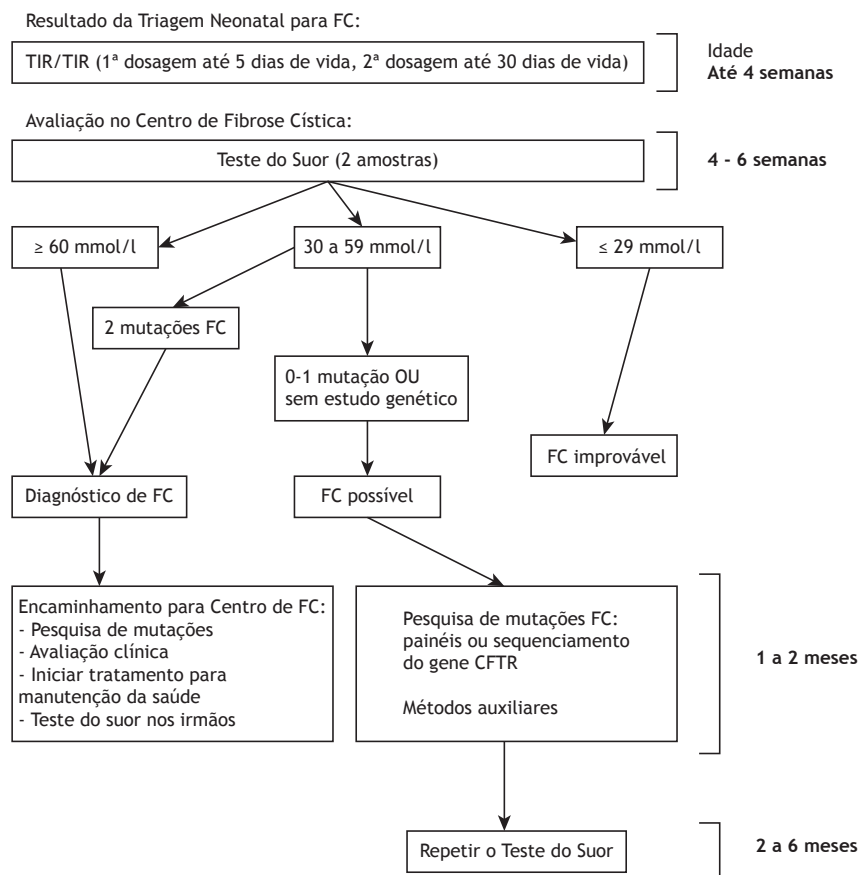 Resultado da Triagem Neonatal para FC:
TIR/TIR (1ª dosagem até 5 dias de vida, 2ª dosagem até 30 dias de vida)
Idade
Até 4 semanas
Avaliação no Centro de Fibrose Cística:
Teste do Suor (2 amostras)
4 - 6 semanas
≥ 60 mmol/l
30 a 59 mmol/l
≤ 29 mmol/l
2 mutações FC
0-1 mutação OU
sem estudo genético
FC improvável
Diagnóstico de FC
FC possível
Encaminhamento para Centro de FC:
- Pesquisa de mutações
- Avaliação clínica
- Iniciar tratamento para
manutenção da saúde
- Teste do suor nos irmãos
Pesquisa de mutações FC:
painéis ou sequenciamento
do gene CFTR
Métodos auxiliares
1 a 2 meses
Repetir o Teste do Suor
2 a 6 meses